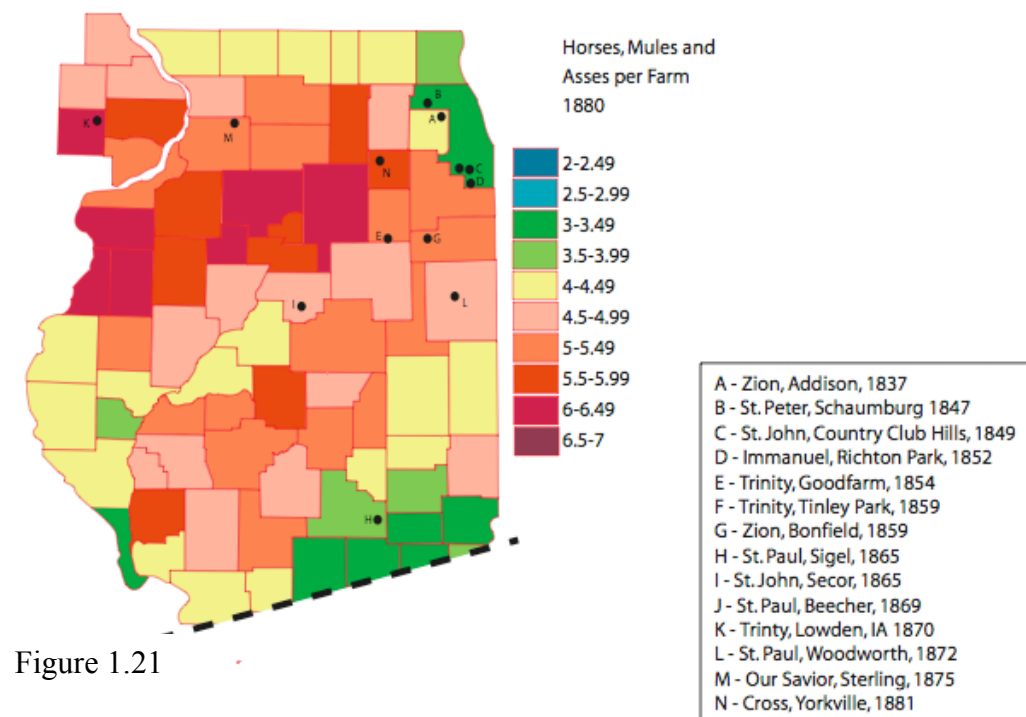 Horses, Mules and
Asses per Farm
1880
2-2.49
2.5-2.99
3-3.49
3.5-3.99
4-4.49
4.5-4.99
5-5.49
5.5-5.99
6-6.49
6.5-7
B
A
K
M
N
C
D
E
G
I
L
H
A - Zion, Addison, 1837
B - St. Peter, Schaumburg 1847
C - St. John, Country Club Hills, 1849
D - Immanuel, Richton Park, 1852
E - Trinity, Goodfarm, 1854
F - Trinity, Tinley Park, 1859
G - Zion, Bonfield, 1859
H - St. Paul, Sigel, 1865
I - St. John, Secor, 1865
J - St. Paul, Beecher, 1869
K - Trinty, Lowden, IA 1870
L - St. Paul, Woodworth, 1872
M - Our Savior, Sterling, 1875
N - Cross, Yorkville, 1881
Figure 1.21